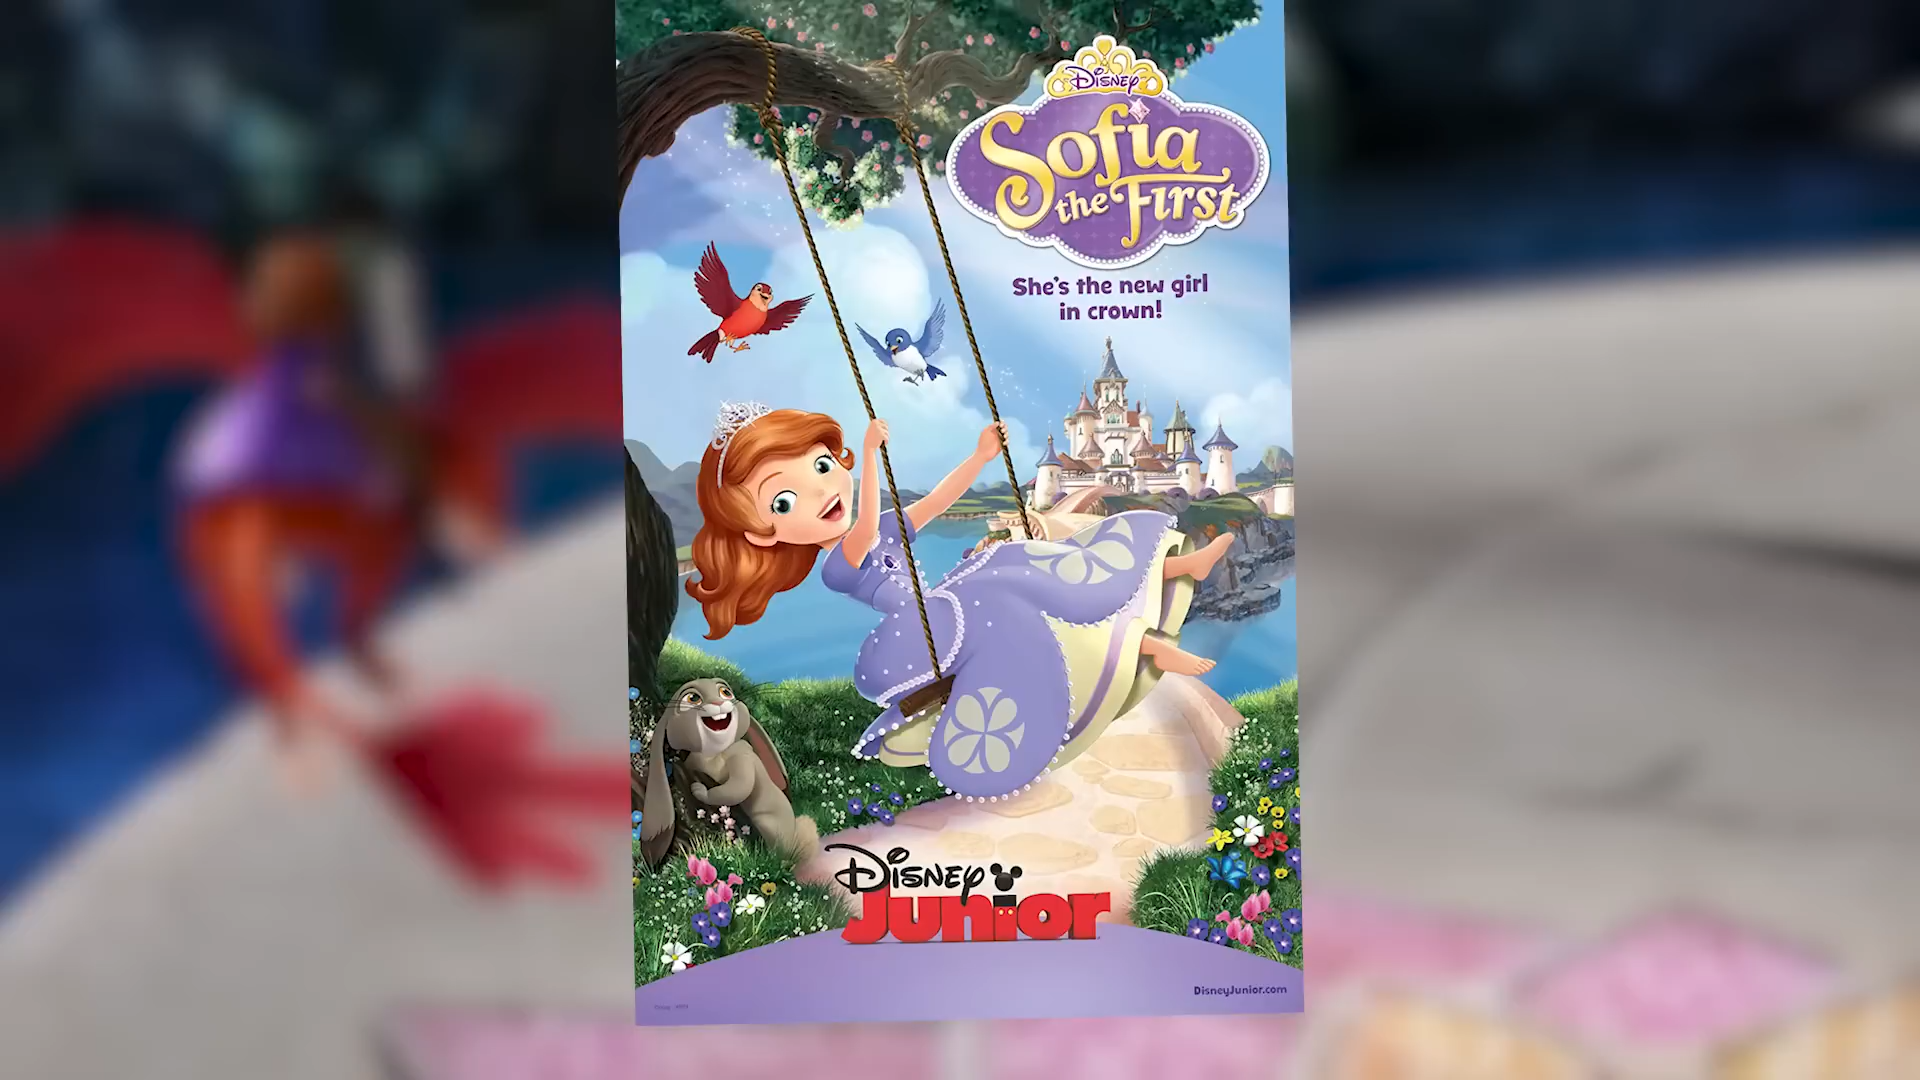 Disney
Sofia
the First
She's the new girl
in crown!
Disney
Junior
DisneyJunior.com